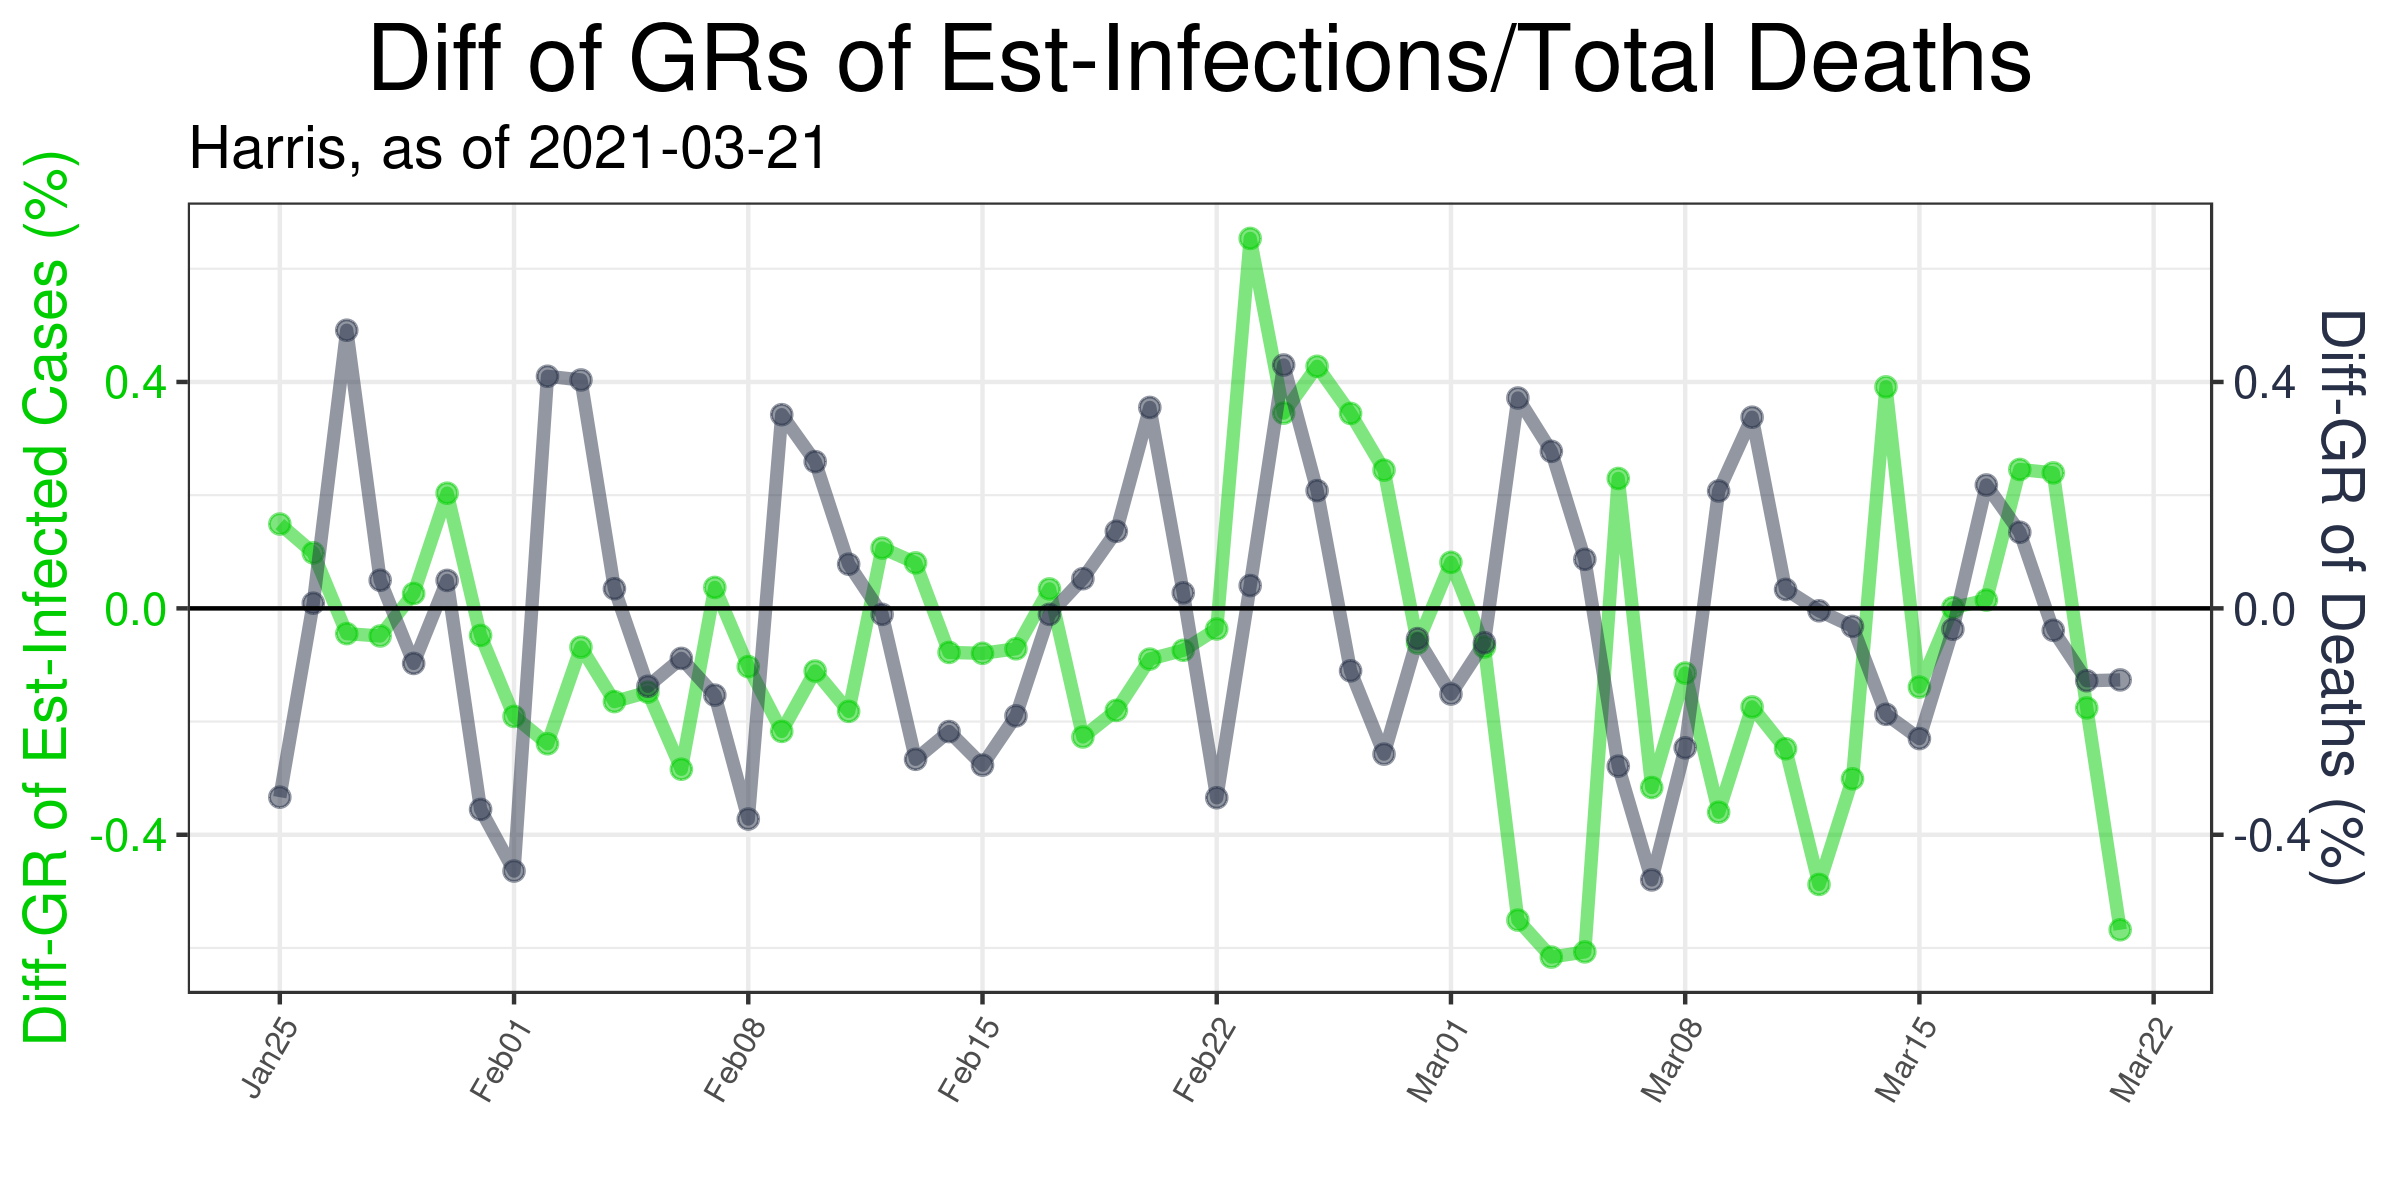 Diff of GRs of Est-Infections/Total Deaths
Harris, as of 2021-03-21
Diff-GR of Est-Infected Cases (%)
0.4
0.0
-0.4
0.4
0.0
-0.4
Diff-GR of Deaths (%)
Jan25
Feb01
Feb08
Feb15
Feb22
Mar01
Mar08
Mar15
Mar22